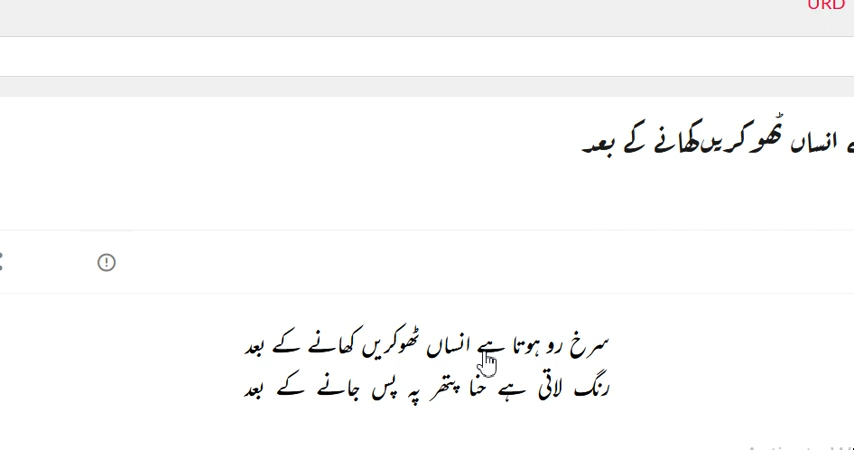 URD
انساں ٹھوکریں کھانے کے بعد
سرخ رو ہوتا ہے انساں ٹھوکریں کھانے کے بعد
رنگ لاتی ہے حنا پتھر پہ پس جانے کے بعد